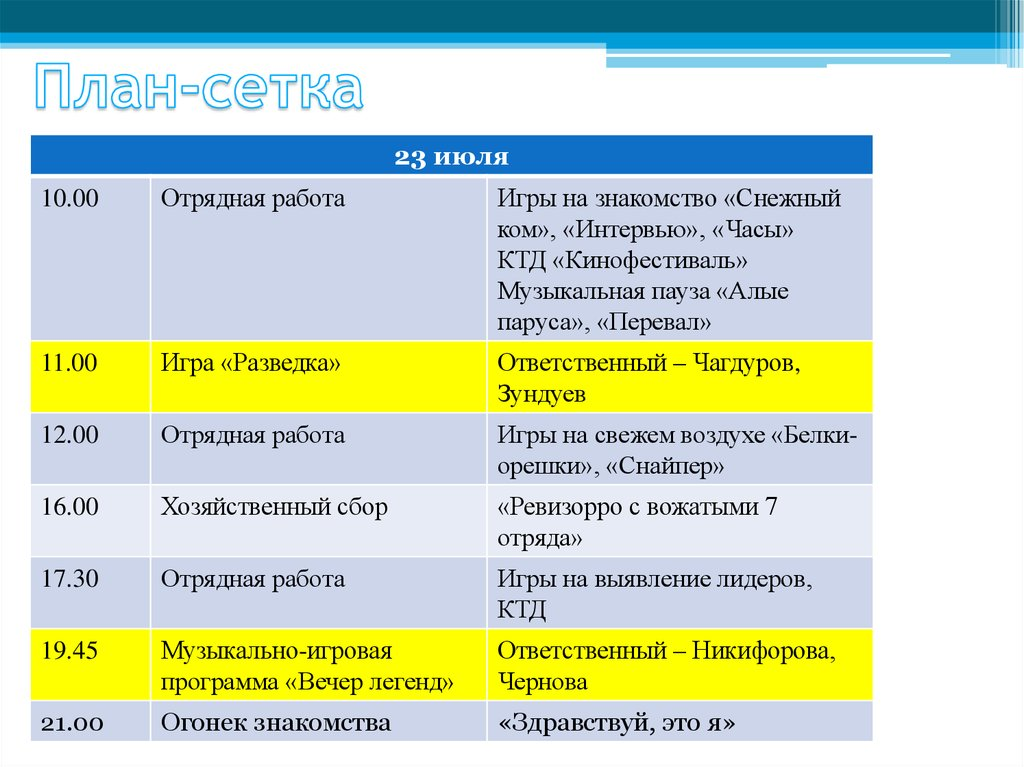 План-сетка
23 июля
10.00 Отрядная работа Игры на знакомство «Снежный
ком», «Интервью», «Часы»
КТД «Кинофестиваль»
Музыкальная пауза «Алые
паруса», «Перевал»
11.00 Игра «Разведка» Ответственный – Чагдуров,
Зундуев
12.00 Отрядная работа Игры на свежем воздухе «Белки-
орешки», «Снайпер»
16.00 Хозяйственный сбор «Ревизорро с вожатыми 7
отряда»
17.30 Отрядная работа Игры на выявление лидеров,
КТД
19.45 Музыкально-игровая Ответственный – Никифорова,
программа «Вечер легенд» Чернова
21.00 Огонек знакомства «Здравствуй, это я»